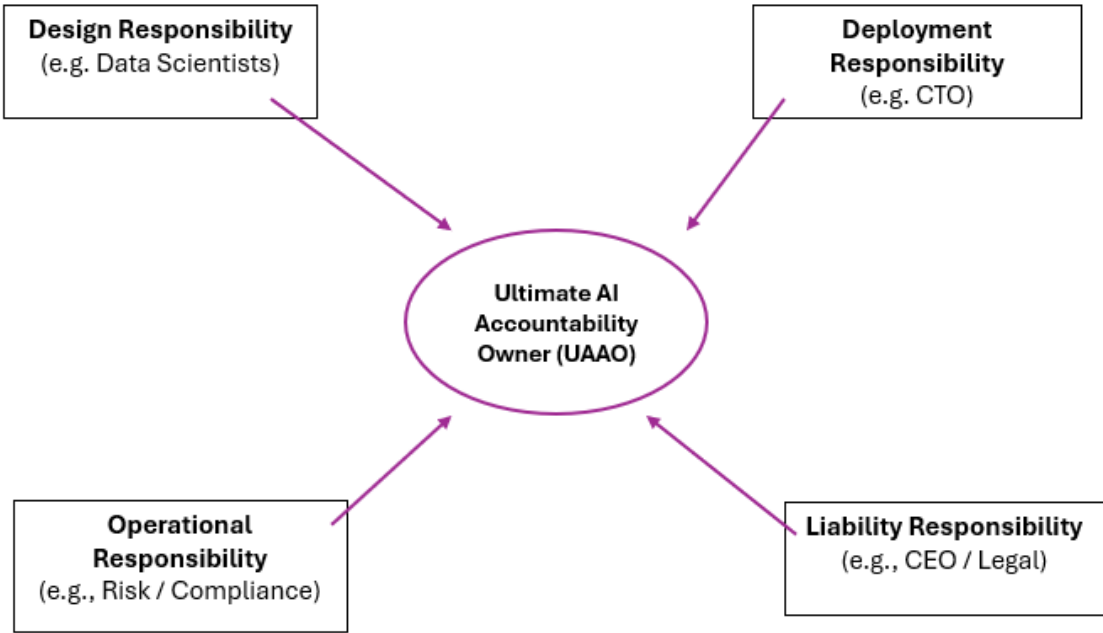 Design Responsibility
(e.g. Data Scientists)
Deployment
Responsibility
(e.g. CTO)
Ultimate AI
Accountability
Owner (UAAO)
Operational
Responsibility
(e.g., Risk / Compliance)
Liability Responsibility
(e.g., CEO / Legal)